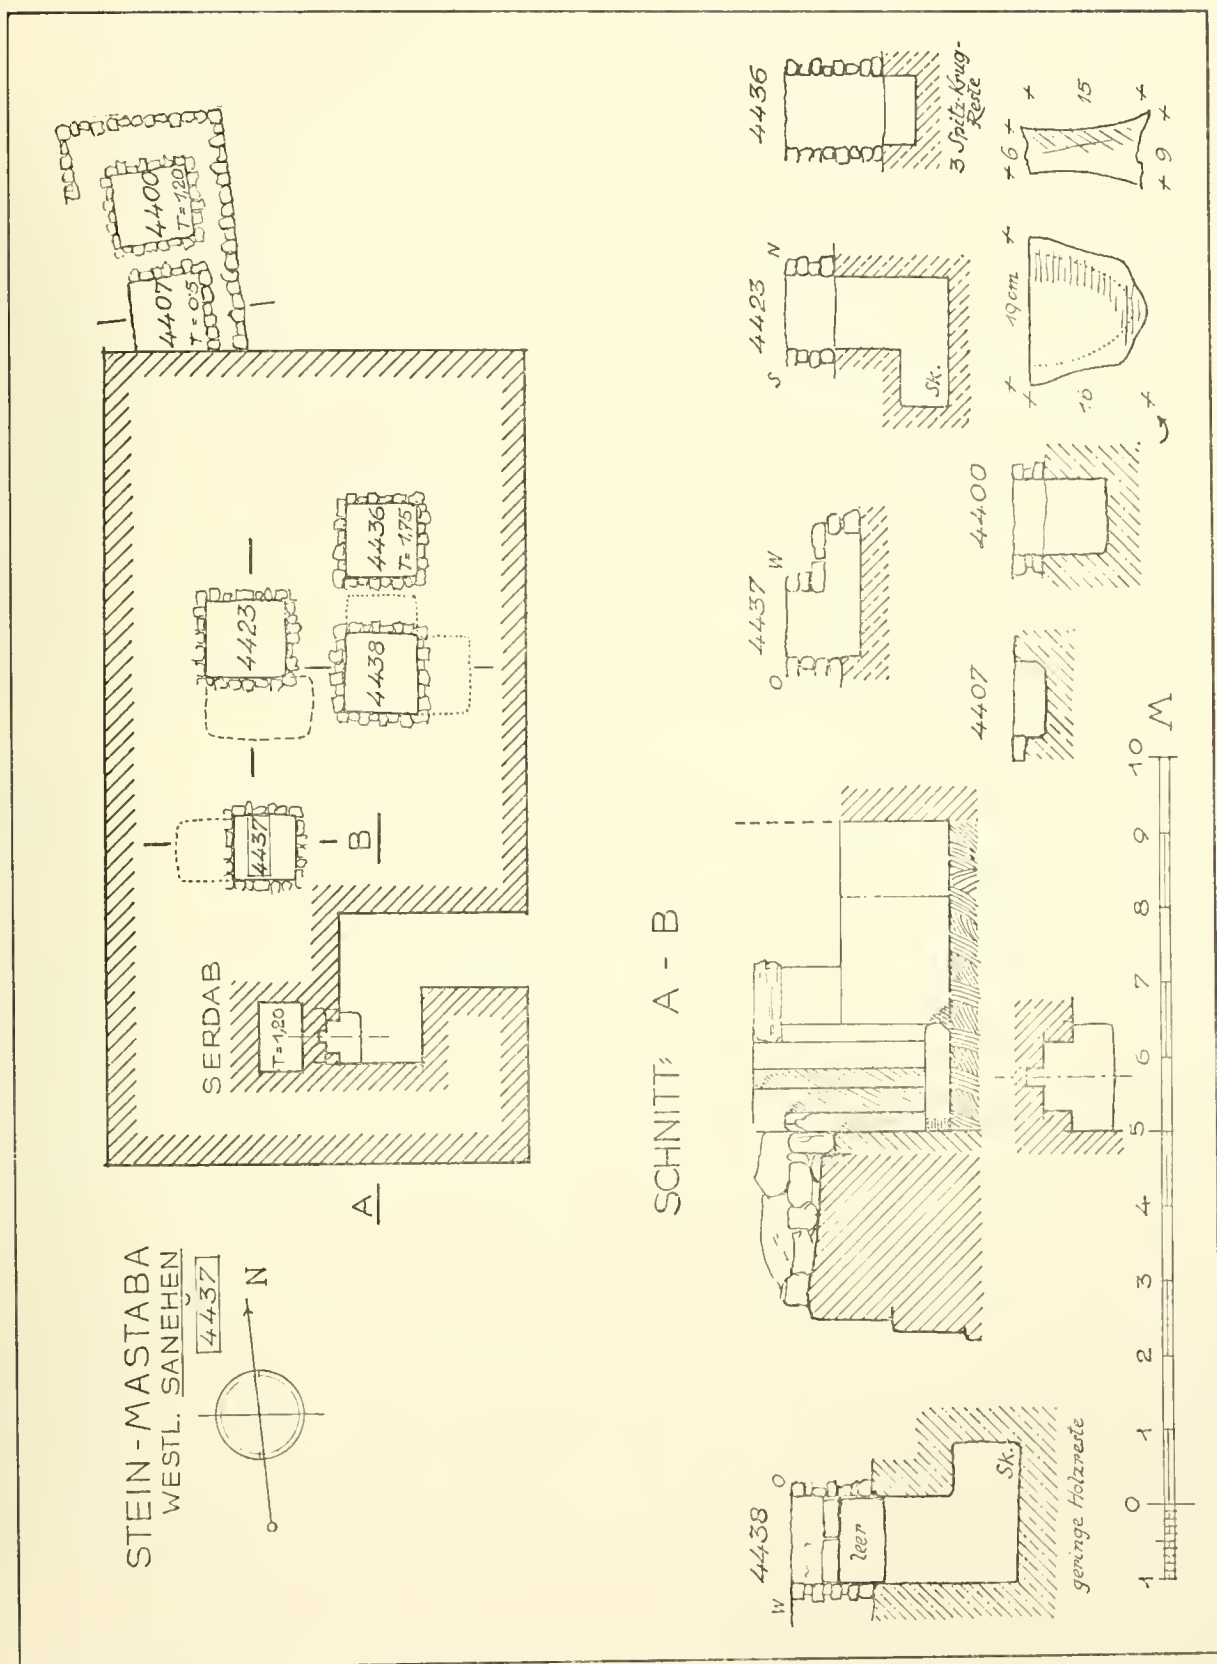 STEIN-MASTABA
WESTL. SANEHEN
4437
N
A
SERDAB
T=1,20
4437
B
4423
4438
4436
T=1,75
4407
T=0,5
4400
T=1,20
SCHNITT: A - B
4438
W
O
leer
Sk.
geringe Holzreste
4437
O
W
4423
S
N
Sk.
4436
3 Spitz-Krug-
Reste
4407
4400
19cm
10
6
15
9
1 0 1 2 3 4 5 6 7 8 9 10 M